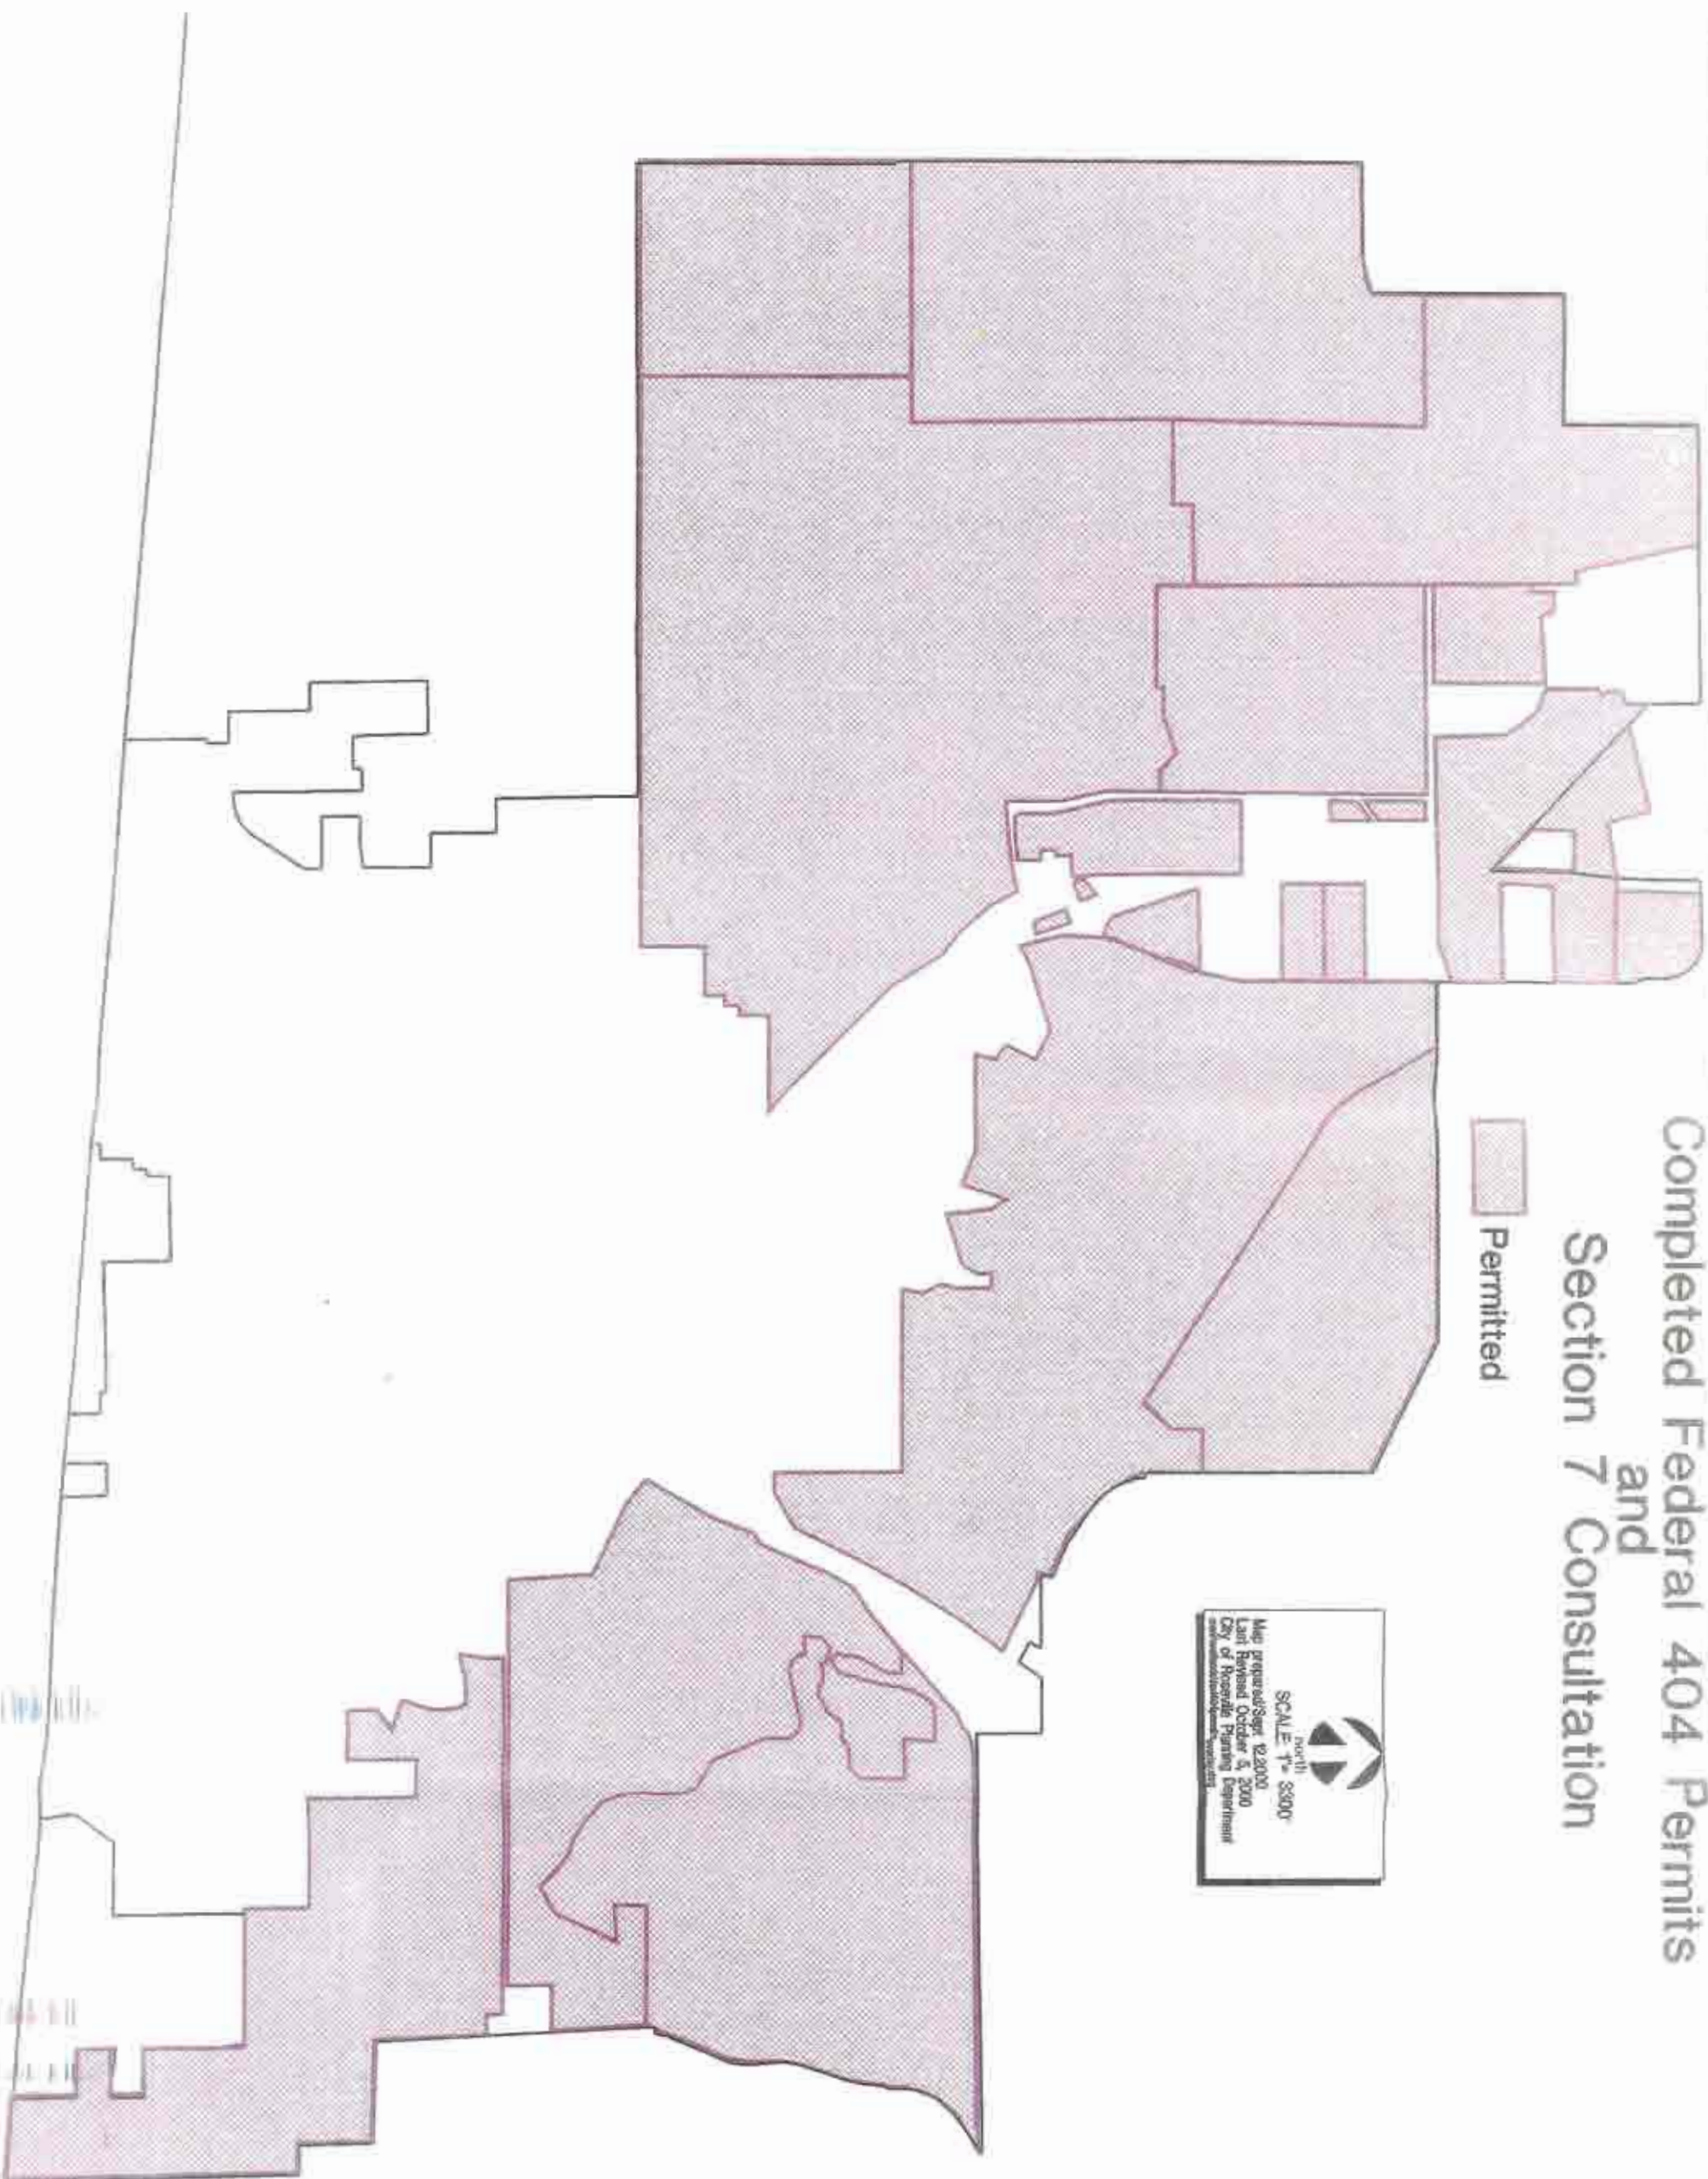 Completed Federal 404 Permits
and
Section 7 Consultation
Permitted
north
SCALE: 1"= 3300'
Map prepared/Sept. 12,2000
Last Revised October 5, 2000
City of Roseville Planning Department